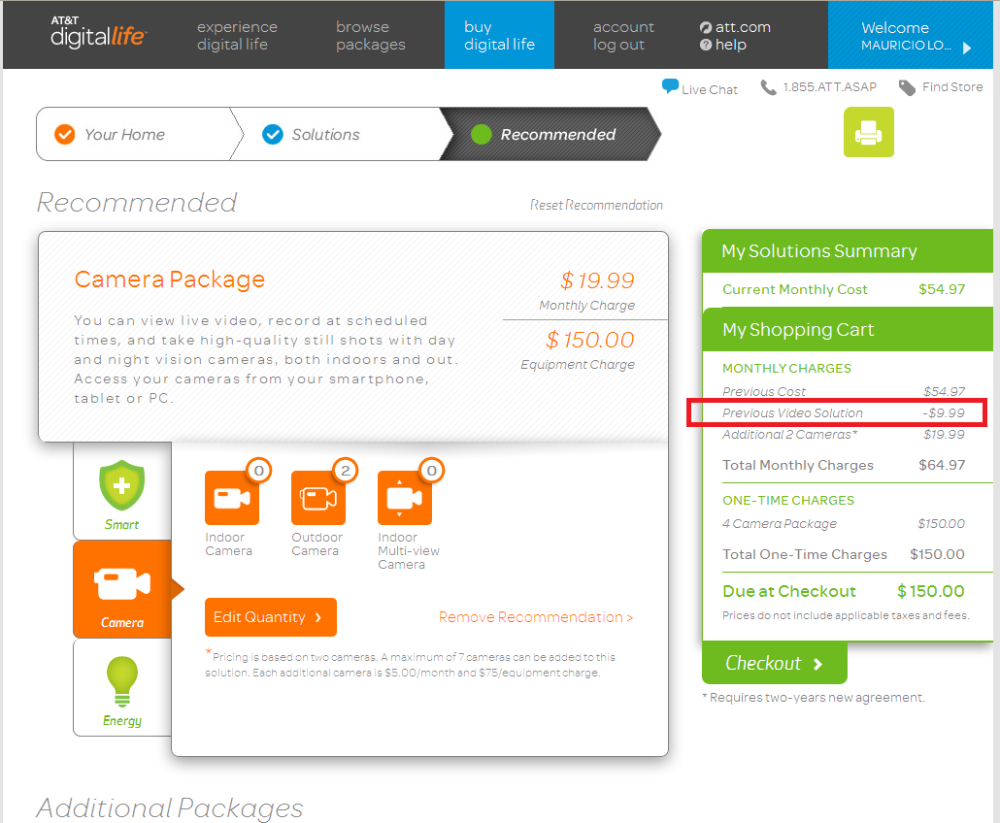 AT&T
digitallife
experience
digital life
browse
packages
buy
digital life
account
log out
att.com
help
Welcome
MAURICIO LO...
Live Chat
1.855.ATT.ASAP
Find Store
Your Home
Solutions
Recommended
Recommended
Reset Recommendation
Camera Package
$19.99
Monthly Charge
$150.00
Equipment Charge
You can view live video, record at scheduled
times, and take high-quality still shots with day
and night vision cameras, both indoors and out.
Access your cameras from your smartphone,
tablet or PC.
Smart
Camera
Energy
0
2
0
Indoor
Camera
Outdoor
Camera
Indoor
Multi-view
Camera
Edit Quantity >
Remove Recommendation >
*Pricing is based on two cameras. A maximum of 7 cameras can be added to this
solution. Each additional camera is $5.00/month and $75/equipment charge.
My Solutions Summary
Current Monthly Cost $54.97
My Shopping Cart
MONTHLY CHARGES
Previous Cost $54.97
Previous Video Solution -$9.99
Additional 2 Cameras* $19.99
Total Monthly Charges $64.97
ONE-TIME CHARGES
4 Camera Package $150.00
Total One-Time Charges $150.00
Due at Checkout $150.00
Prices do not include applicable taxes and fees.
Checkout >
* Requires two-years new agreement.
Additional Packages